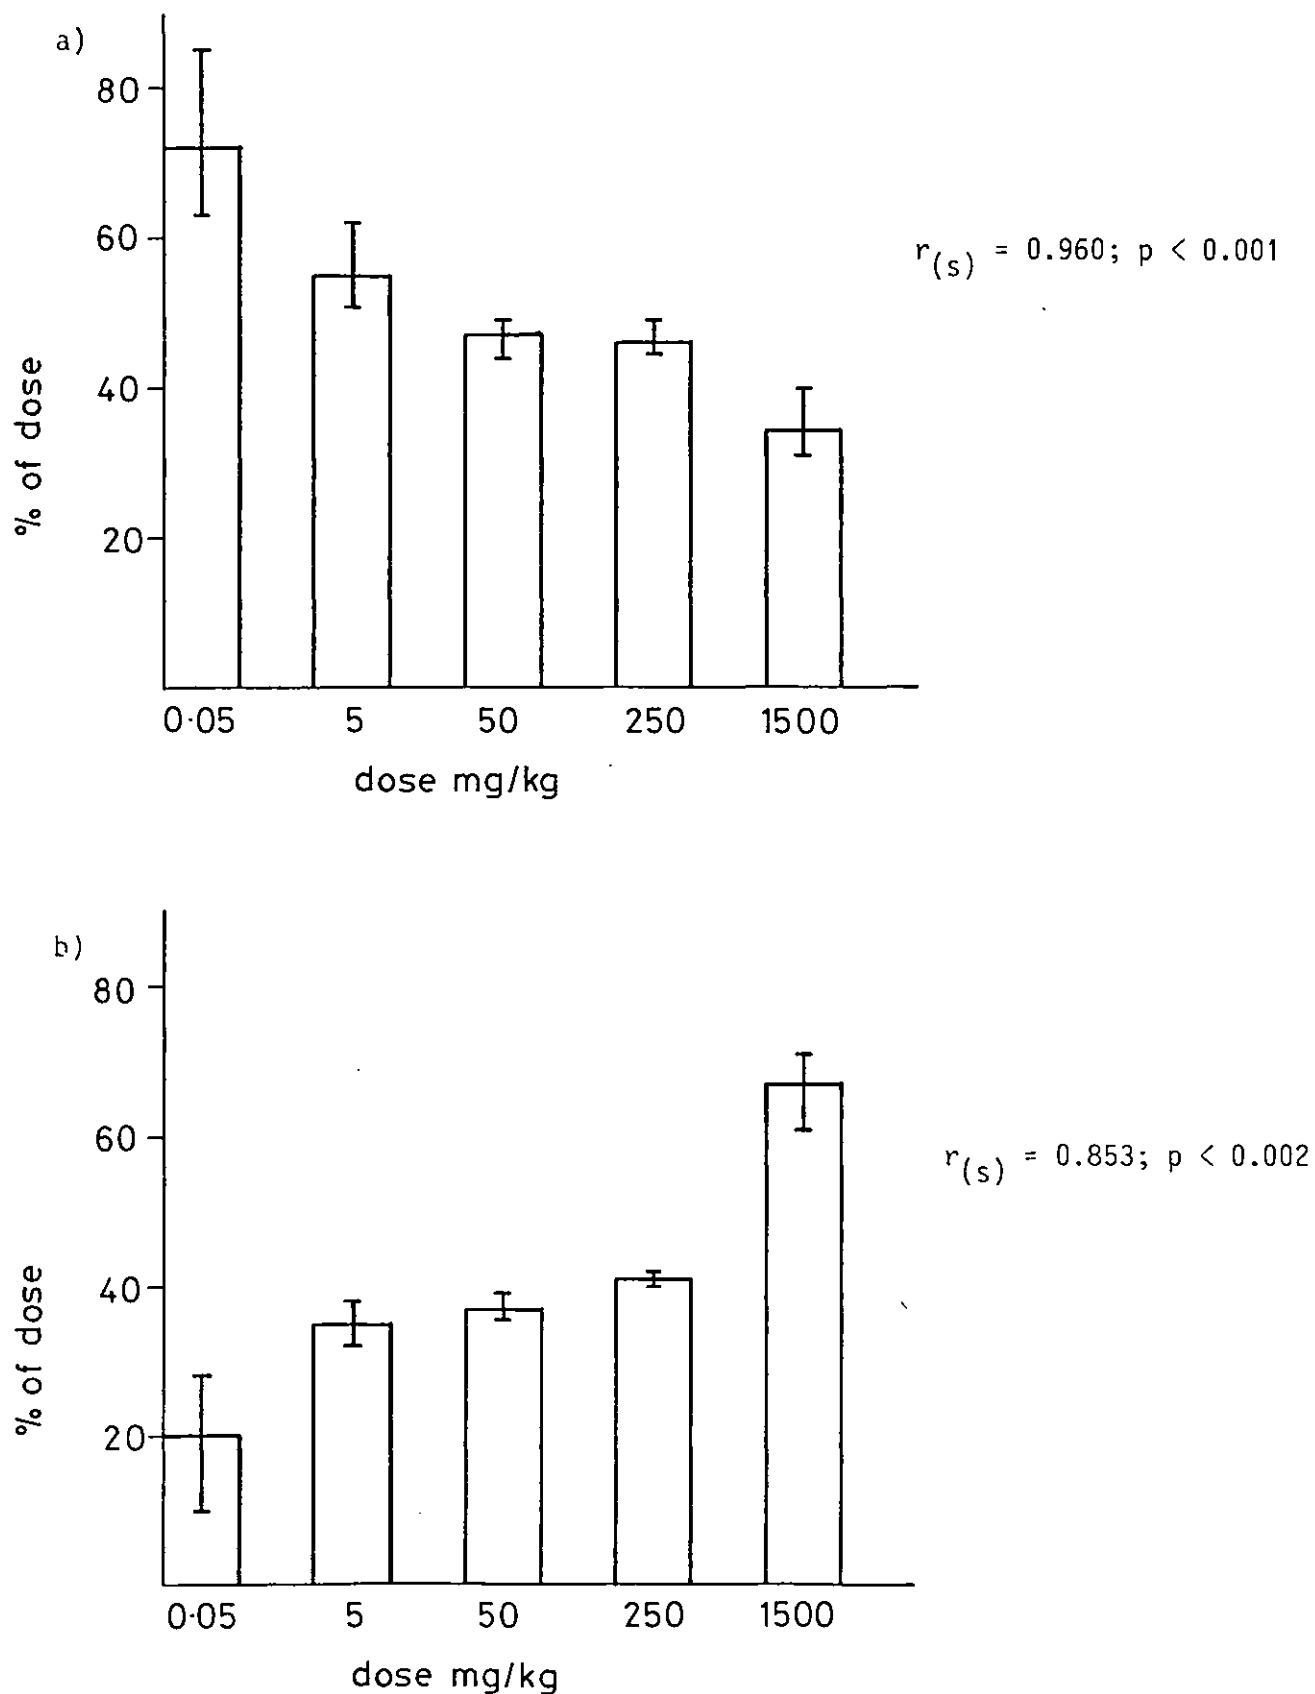 a)
80
60
40
20
% of dose
0·05 5 50 250 1500
dose mg/kg
r(s) = 0.960; p < 0.001
b)
80
60
40
20
% of dose
0·05 5 50 250 1500
dose mg/kg
r(s) = 0.853; p < 0.002